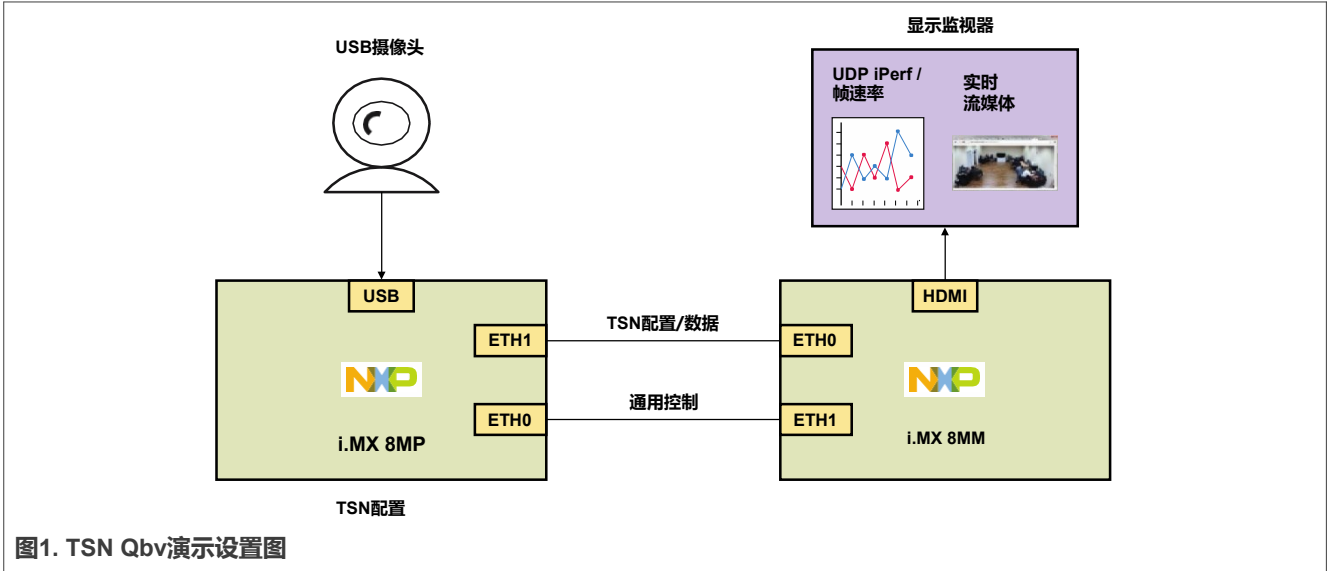 USB摄像头
显示监视器
UDP iPerf /
帧速率
实时
流媒体
USB
HDMI
ETH1
TSN配置/数据
ETH0
NXP
NXP
ETH0
通用控制
ETH1
i.MX 8MP
i.MX 8MM
TSN配置
图1. TSN Qbv演示设置图